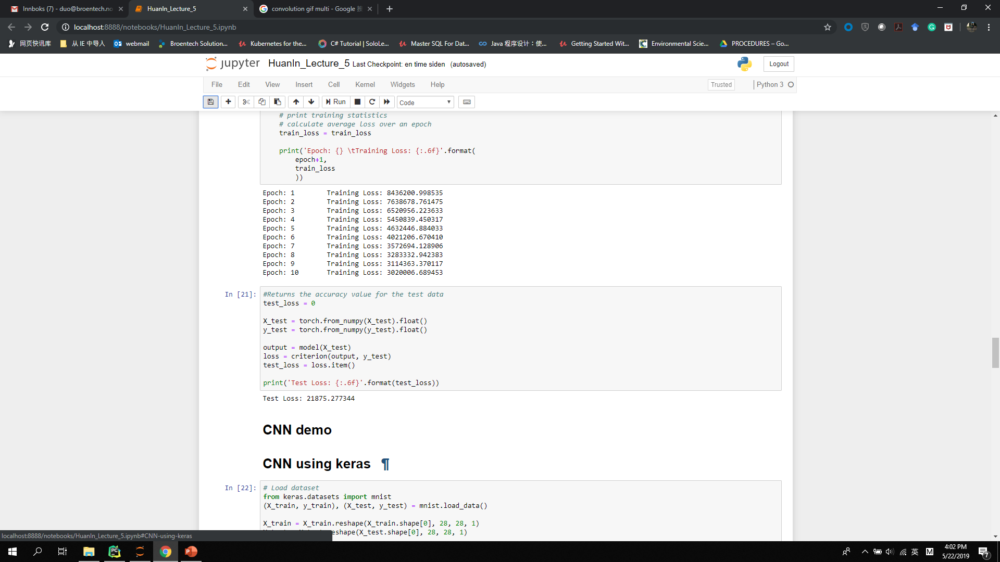 Innboks (7) - duo@broentech.no
HuanIn_Lecture_5
convolution gif multi - Google
localhost:8888/notebooks/HuanIn_Lecture_5.ipynb
网页快讯库
从 IE 中导入
webmail
Broentech Solution...
Kubernetes for the...
C# Tutorial | SoloLe...
Master SQL For Dat...
Java 程序设计：使...
Getting Started Wit...
Environmental Scie...
PROCEDURES – Go...
jupyter HuanIn_Lecture_5 Last Checkpoint: en time siden (autosaved)
Logout
File Edit View Insert Cell Kernel Widgets Help
Trusted
Python 3
Run
Code
# print training statistics
# calculate average loss over an epoch
train_loss = train_loss
print('Epoch: {} \tTraining Loss: {:.6f}'.format(
epoch+1,
train_loss
))
Epoch: 1 Training Loss: 8436200.998535
Epoch: 2 Training Loss: 7638678.761475
Epoch: 3 Training Loss: 6520956.223633
Epoch: 4 Training Loss: 5450839.450317
Epoch: 5 Training Loss: 4632446.884033
Epoch: 6 Training Loss: 4021206.670410
Epoch: 7 Training Loss: 3572694.128906
Epoch: 8 Training Loss: 3283332.942383
Epoch: 9 Training Loss: 3114363.370117
Epoch: 10 Training Loss: 3020006.689453
In [21]:
#Returns the accuracy value for the test data
test_loss = 0
X_test = torch.from_numpy(X_test).float()
y_test = torch.from_numpy(y_test).float()
output = model(X_test)
loss = criterion(output, y_test)
test_loss = loss.item()
print('Test Loss: {:.6f}'.format(test_loss))
Test Loss: 21875.277344
CNN demo
CNN using keras ¶
In [22]:
# Load dataset
from keras.datasets import mnist
(X_train, y_train), (X_test, y_test) = mnist.load_data()
X_train = X_train.reshape(X_train.shape[0], 28, 28, 1)
eshape(X_test.shape[0], 28, 28, 1)
localhost:8888/notebooks/HuanIn_Lecture_5.ipynb#CNN-using-keras
英
M
4:02 PM
5/22/2019
7